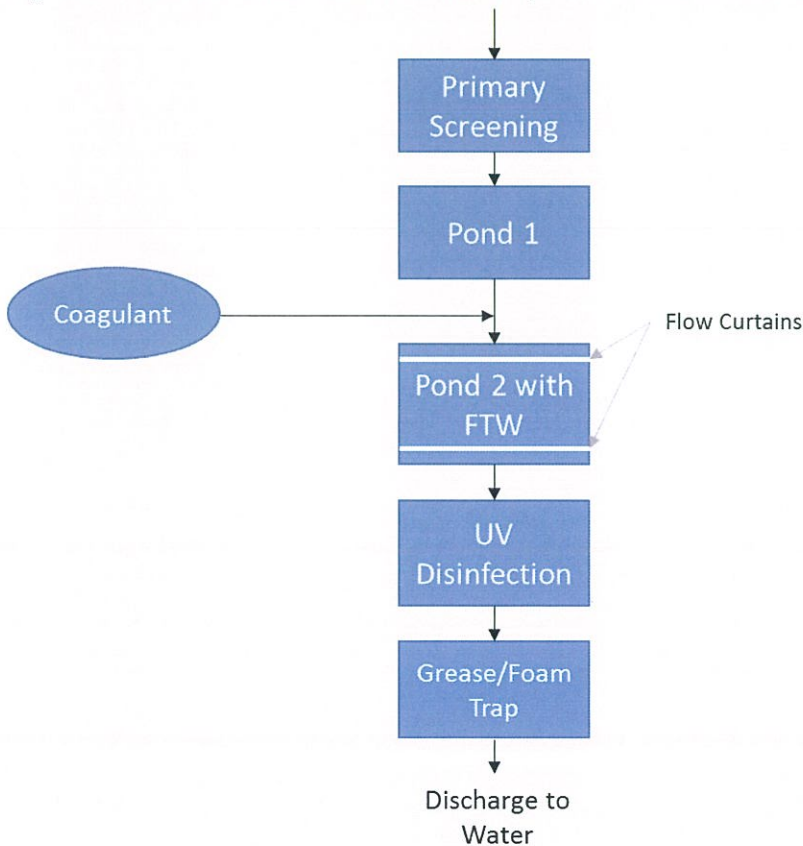 Primary
Screening
Pond 1
Coagulant
Flow Curtains
Pond 2 with
FTW
UV
Disinfection
Grease/Foam
Trap
Discharge to
Water